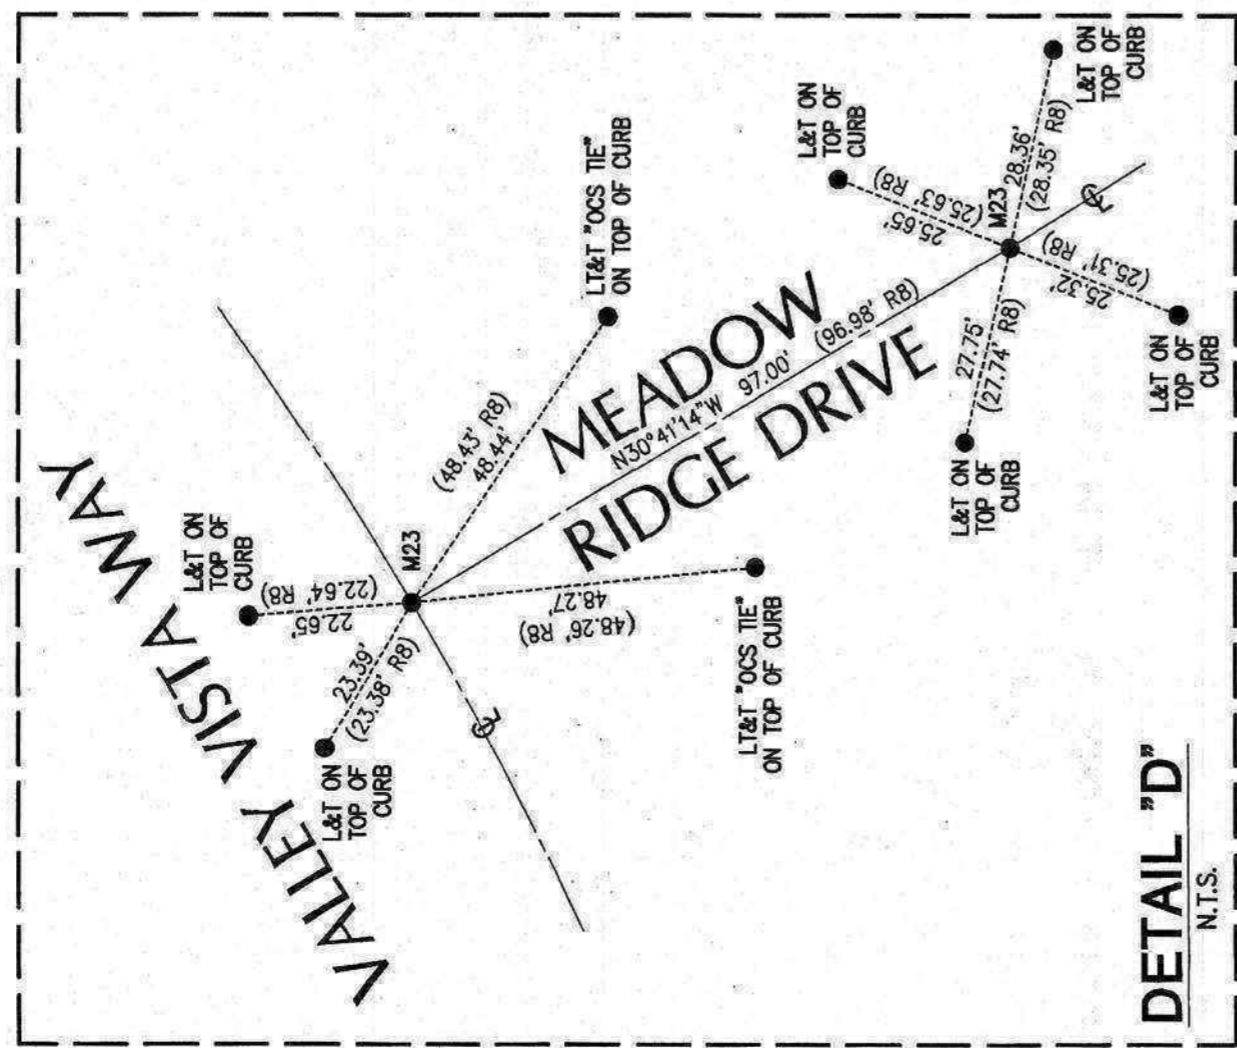 VALLEY VISTA WAY
L&T ON
TOP OF
CURB
22.65'
(22.64' R8)
L&T ON
TOP OF
CURB
23.39'
(23.38' R8)
M23
(48.43' R8)
48.44'
LT&T "OCS TIE"
ON TOP OF CURB
48.27'
(48.26' R8)
LT&T "OCS TIE"
ON TOP OF CURB
CL
MEADOW
N30°41'14"W 97.00' (96.98' R8)
RIDGE DRIVE
L&T ON
TOP OF
CURB
(25.63' R8)
25.65'
L&T ON
TOP OF
CURB
28.36'
(28.35' R8)
M23
CL
27.75'
(27.74' R8)
L&T ON
TOP OF
CURB
(25.31' R8)
25.32'
L&T ON
TOP OF
CURB
DETAIL "D"
N.T.S.